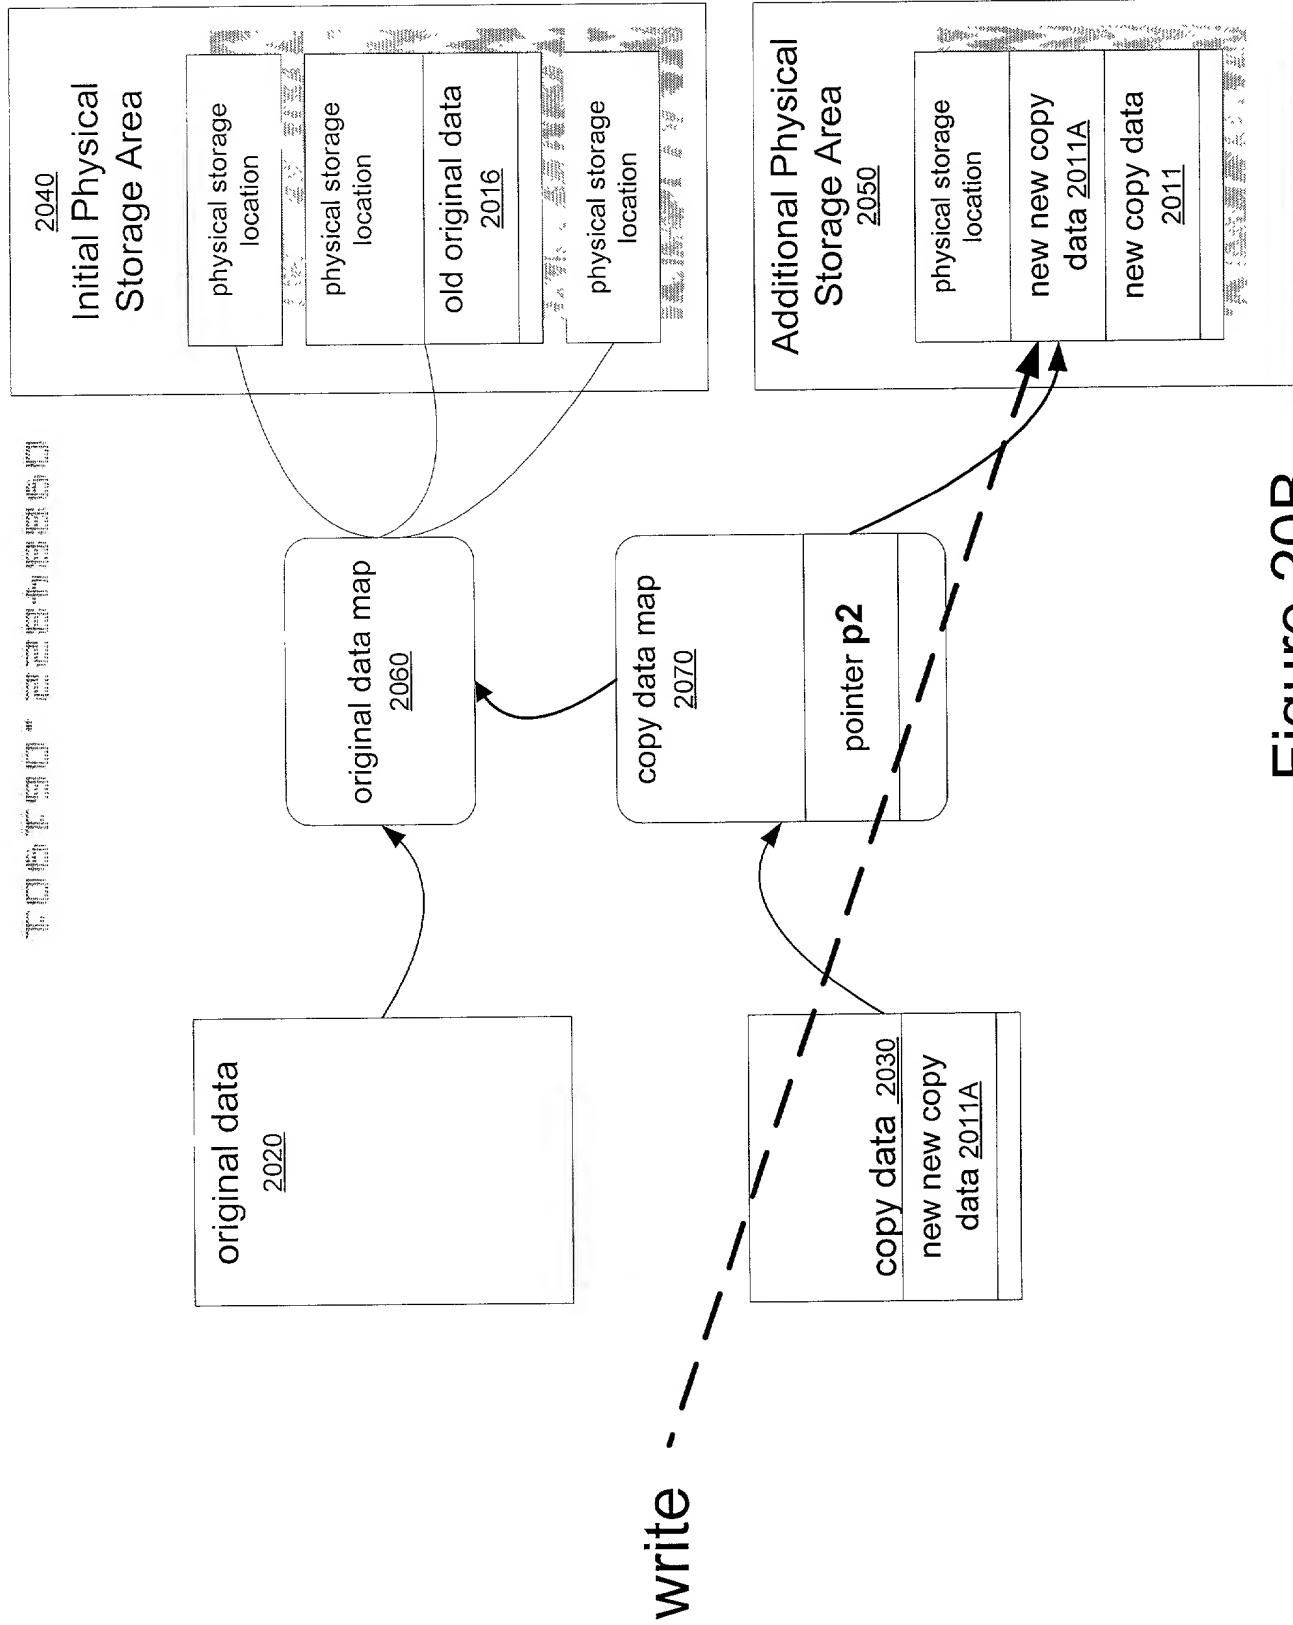 2040
Initial Physical
Storage Area
physical storage
location
physical storage
location
old original data
2016
physical storage
location
Additional Physical
Storage Area
2050
physical storage
location
new new copy
data 2011A
new copy data
2011
original data map
2060
copy data map
2070
pointer p2
original data
2020
copy data 2030
new new copy
data 2011A
write
Figure 20B